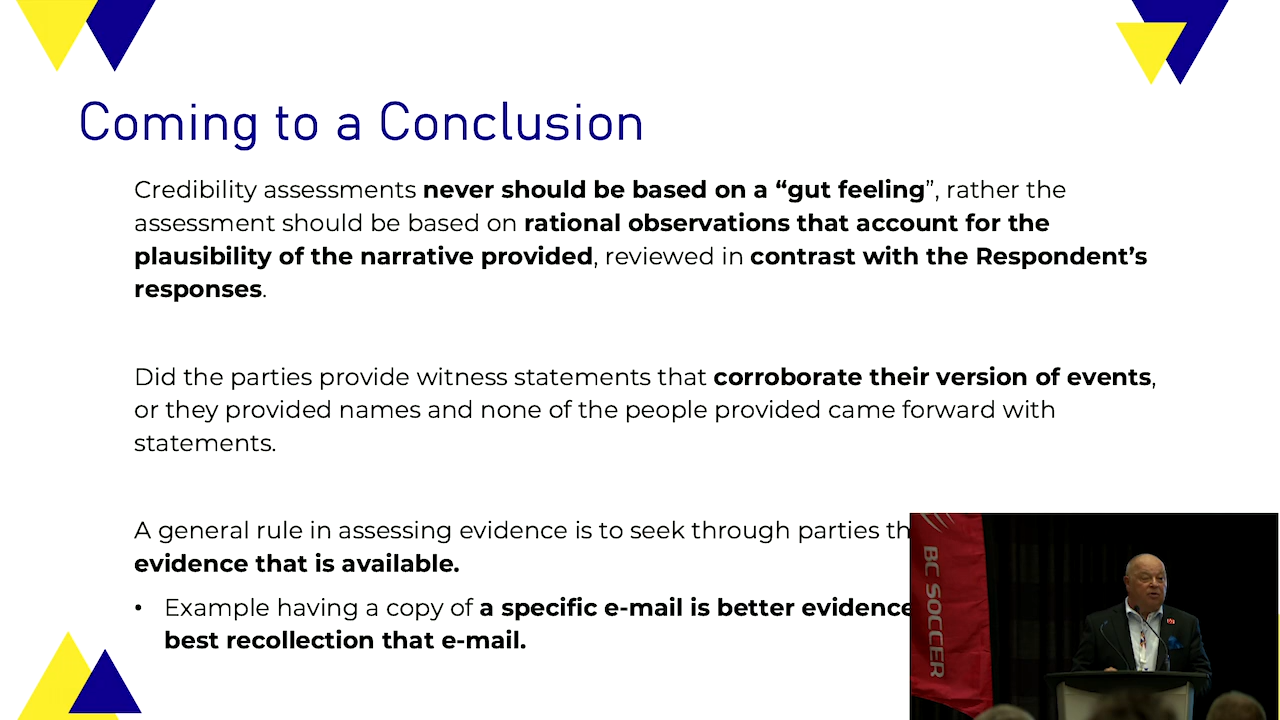 Coming to a Conclusion
Credibility assessments never should be based on a “gut feeling”, rather the
assessment should be based on rational observations that account for the
plausibility of the narrative provided, reviewed in contrast with the Respondent’s
responses.
Did the parties provide witness statements that corroborate their version of events,
or they provided names and none of the people provided came forward with
statements.
A general rule in assessing evidence is to seek through parties
evidence that is available.
• Example having a copy of a specific e-mail is better evidence
best recollection that e-mail.
BC SOCCER